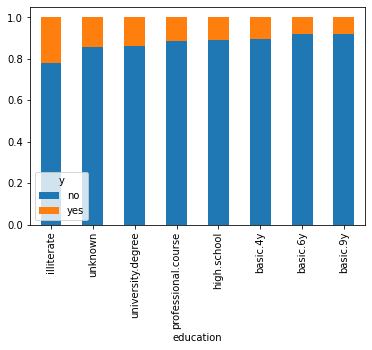 1.0
0.8
0.6
0.4
0.2
0.0
y
no
yes
illiterate
unknown
university.degree
professional.course
high.school
basic.4y
basic.6y
basic.9y
education